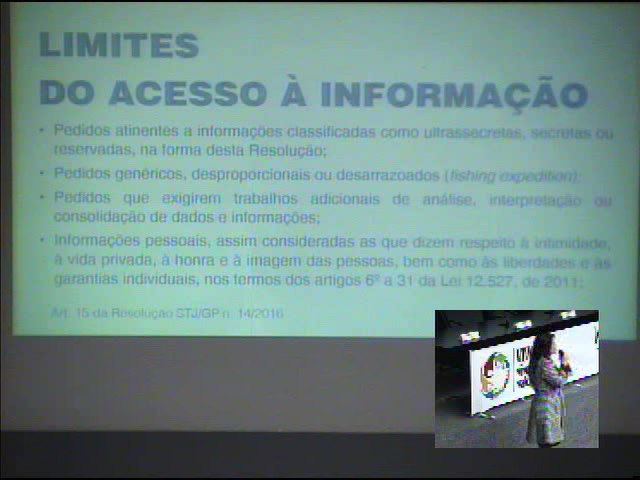 LIMITES
DO ACESSO À INFORMAÇÃO
• Pedidos atinentes a informações classificadas como ultrassecretas, secretas ou
reservadas, na forma desta Resolução;
• Pedidos genéricos, desproporcionais ou desarrazoados (fishing expedition);
• Pedidos que exigirem trabalhos adicionais de análise, interpretação ou
consolidação de dados e informações;
• Informações pessoais, assim consideradas as que dizem respeito à intimidade,
à vida privada, à honra e à imagem das pessoas, bem como às liberdades e às
garantias individuais, nos termos dos artigos 6º a 31 da Lei 12.527, de 2011;
Art. 15 da Resolução STJ/GP n. 14/2016